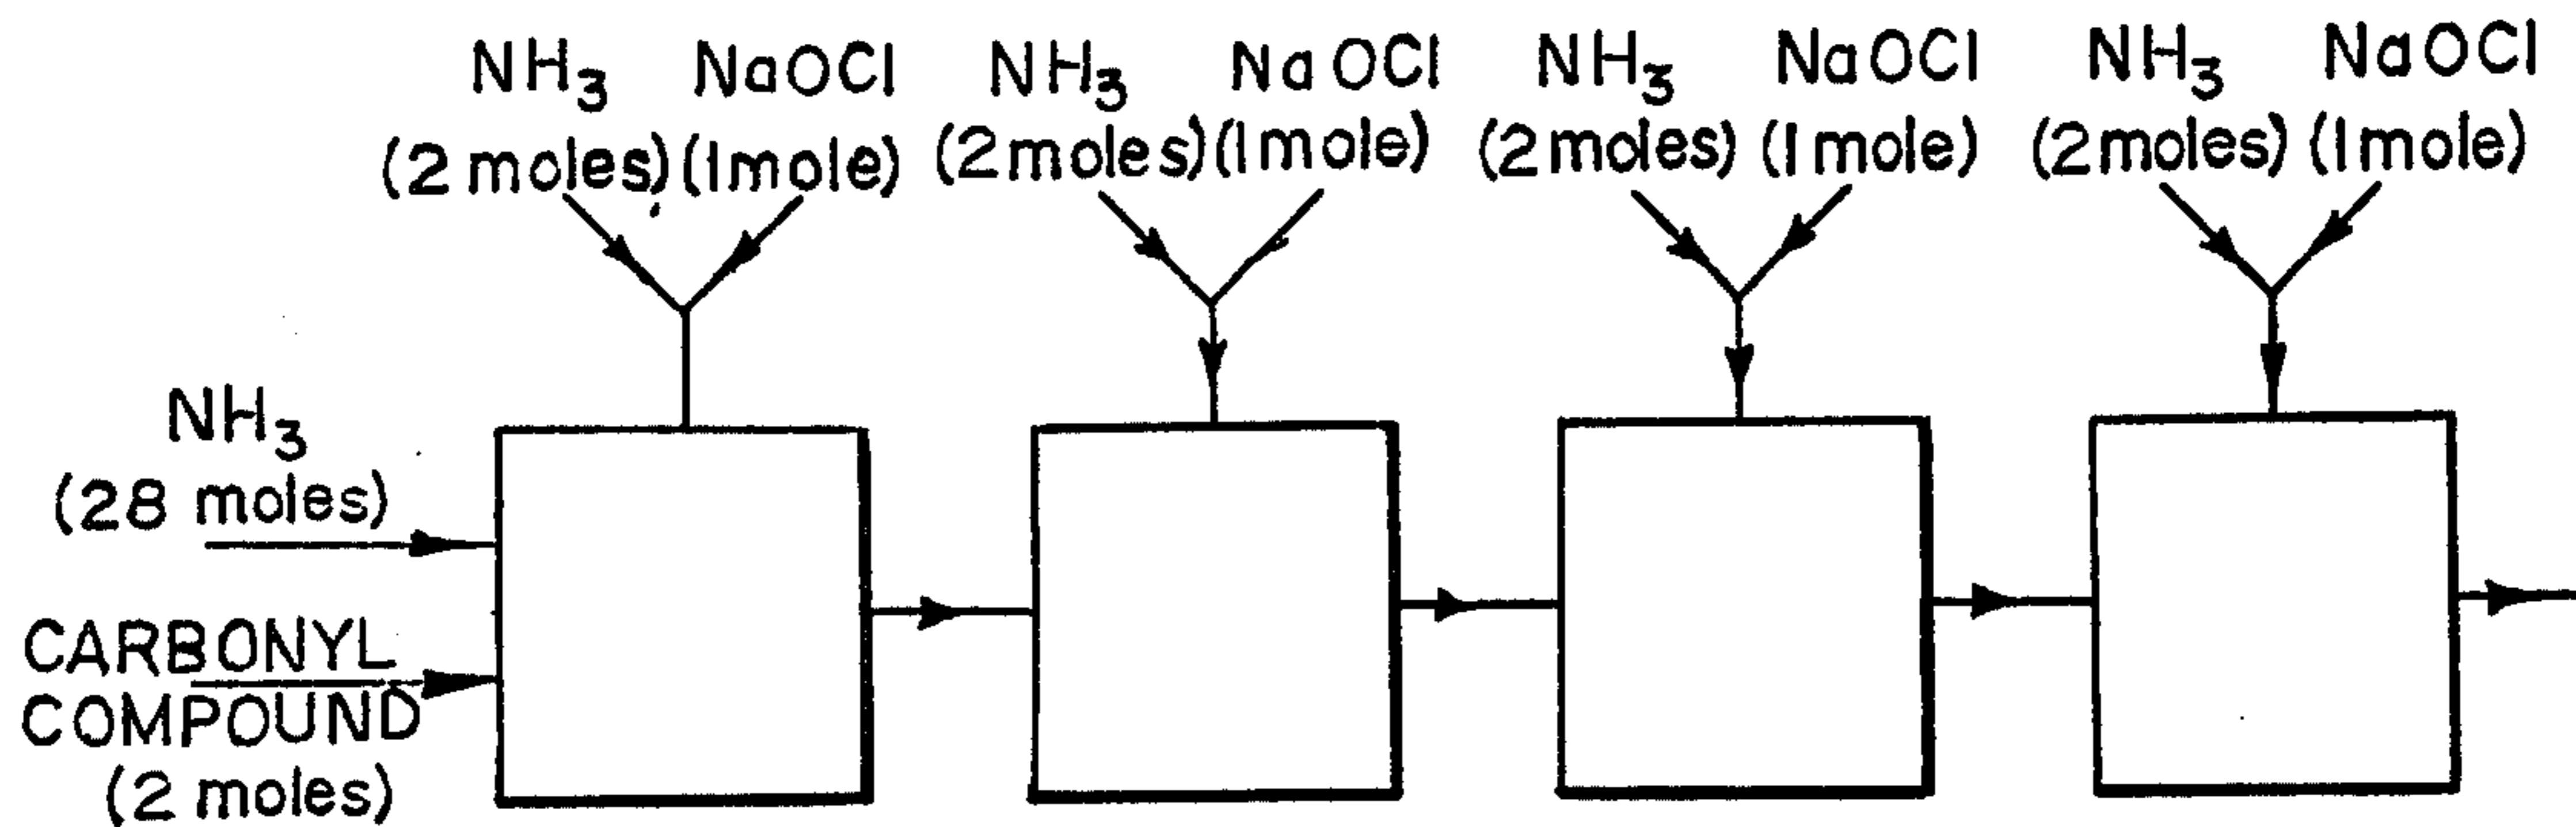 NH3 NaOCl NH3 NaOCl NH3 NaOCl NH3 NaOCl
(2 moles) (1 mole) (2 moles) (1 mole) (2 moles) (1 mole) (2 moles) (1 mole)
NH3
(28 moles)
CARBONYL
COMPOUND
(2 moles)